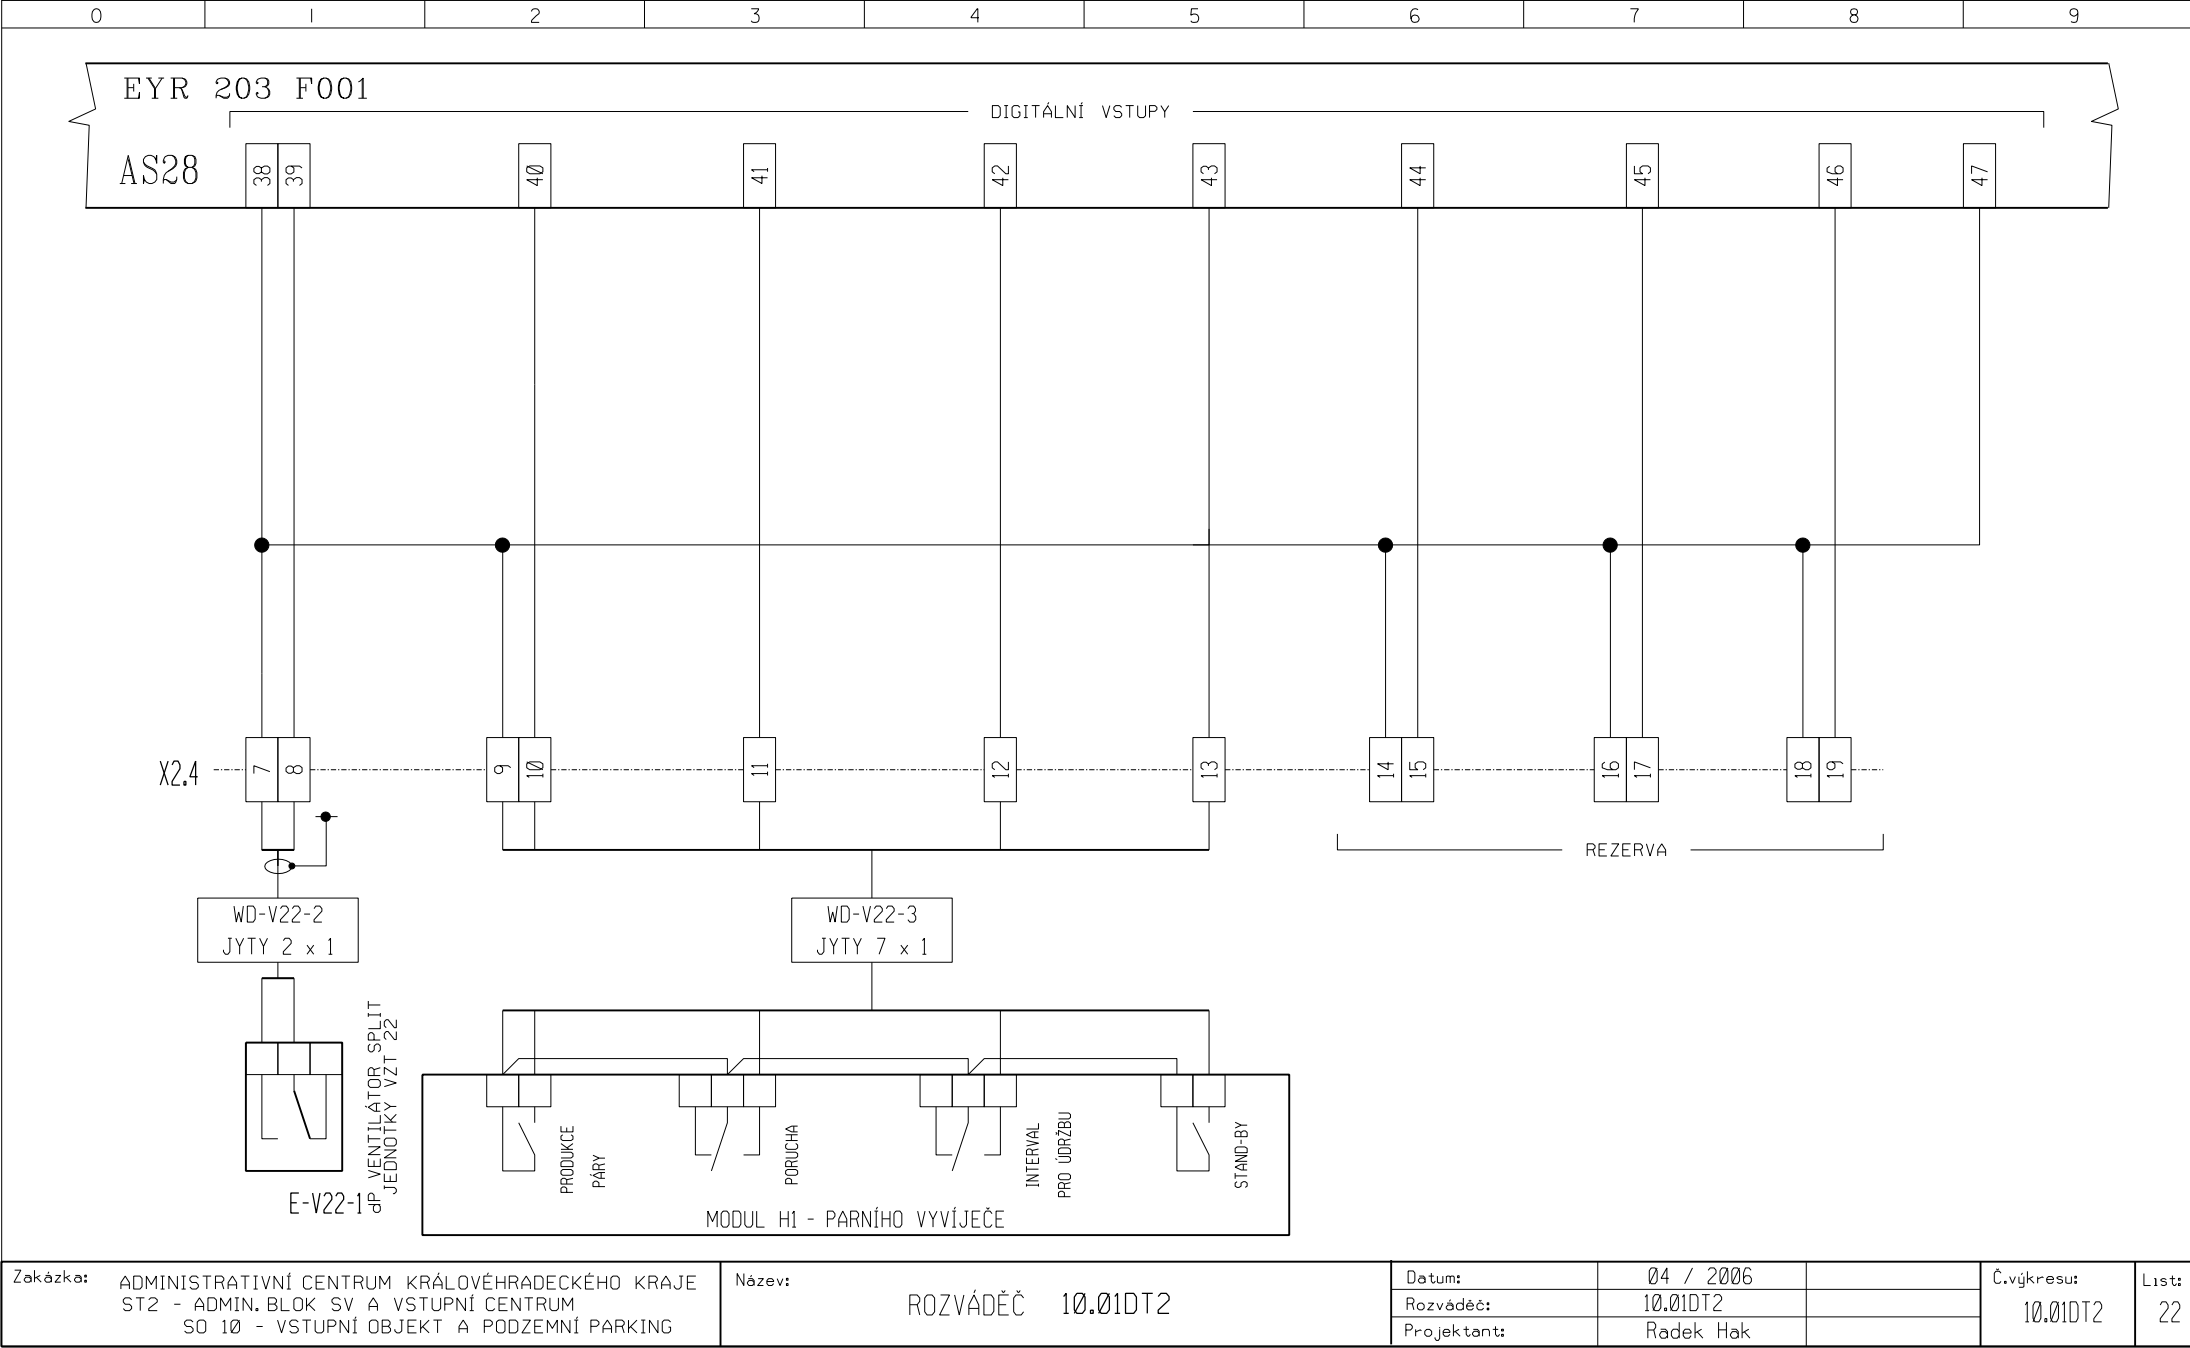 0 1 2 3 4 5 6 7 8 9
EYR 203 F001
DIGITÁLNÍ VSTUPY
AS28
38 39 40 41 42 43 44 45 46 47
X2.4
7 8 9 10 11 12 13 14 15 16 17 18 19
REZERVA
WD-V22-2
JYTY 2 x 1
WD-V22-3
JYTY 7 x 1
dP VENTILÁTOR SPLIT
JEDNOTKY VZT 22
E-V22-1
PRODUKCE
PÁRY
PORUCHA
INTERVAL
PRO ÚDRŽBU
STAND-BY
MODUL H1 - PARNÍHO VYVÍJEČE
Zakázka:
ADMINISTRATIVNÍ CENTRUM KRÁLOVÉHRADECKÉHO KRAJE
ST2 - ADMIN. BLOK SV A VSTUPNÍ CENTRUM
SO 10 - VSTUPNÍ OBJEKT A PODZEMNÍ PARKING
Název:
ROZVÁDĚČ 10.01DT2
Datum: 04 / 2006
Rozváděč: 10.01DT2
Projektant: Radek Hak
Č.výkresu:
10.01DT2
List:
22